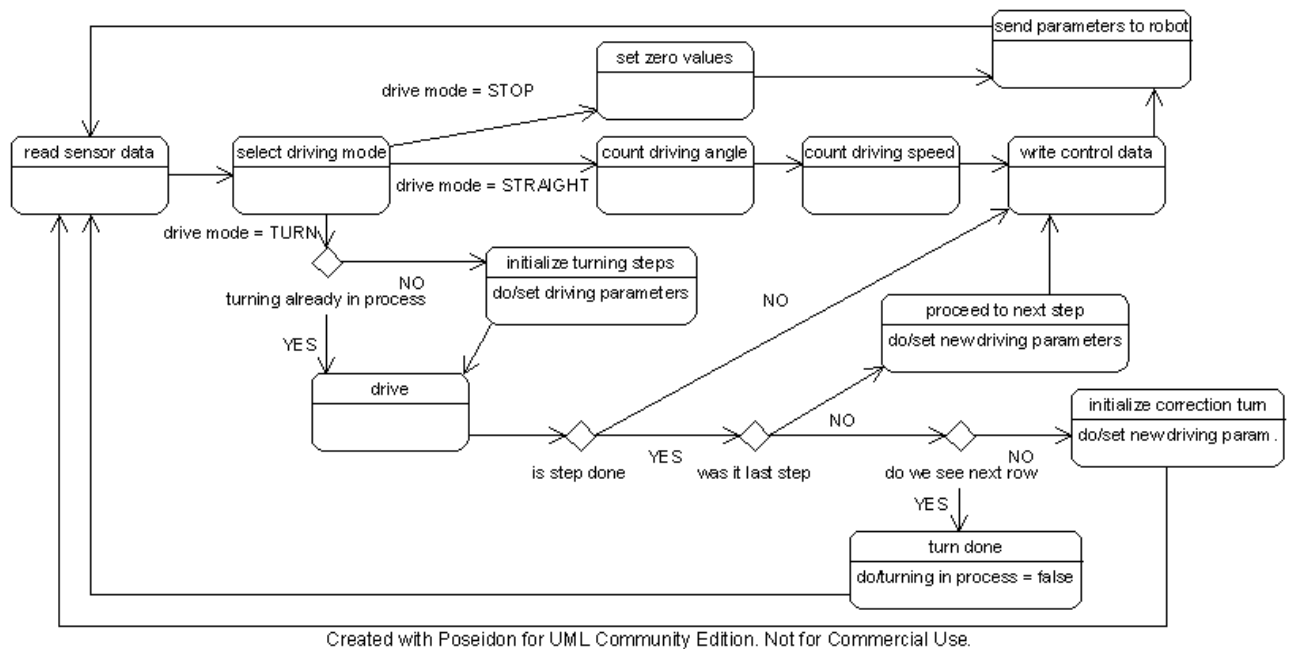 send parameters to robot
set zero values
drive mode = STOP
read sensor data
select driving mode
count driving angle
count driving speed
write control data
drive mode = STRAIGHT
drive mode = TURN
initialize turning steps
NO
do/set driving parameters
turning already in process
NO
proceed to next step
YES
do/set new driving parameters
drive
initialize correction turn
NO
do/set new driving param.
YES
NO
is step done
was it last step
do we see next row
YES
turn done
do/turning in process = false
Created with Poseidon for UML Community Edition. Not for Commercial Use.